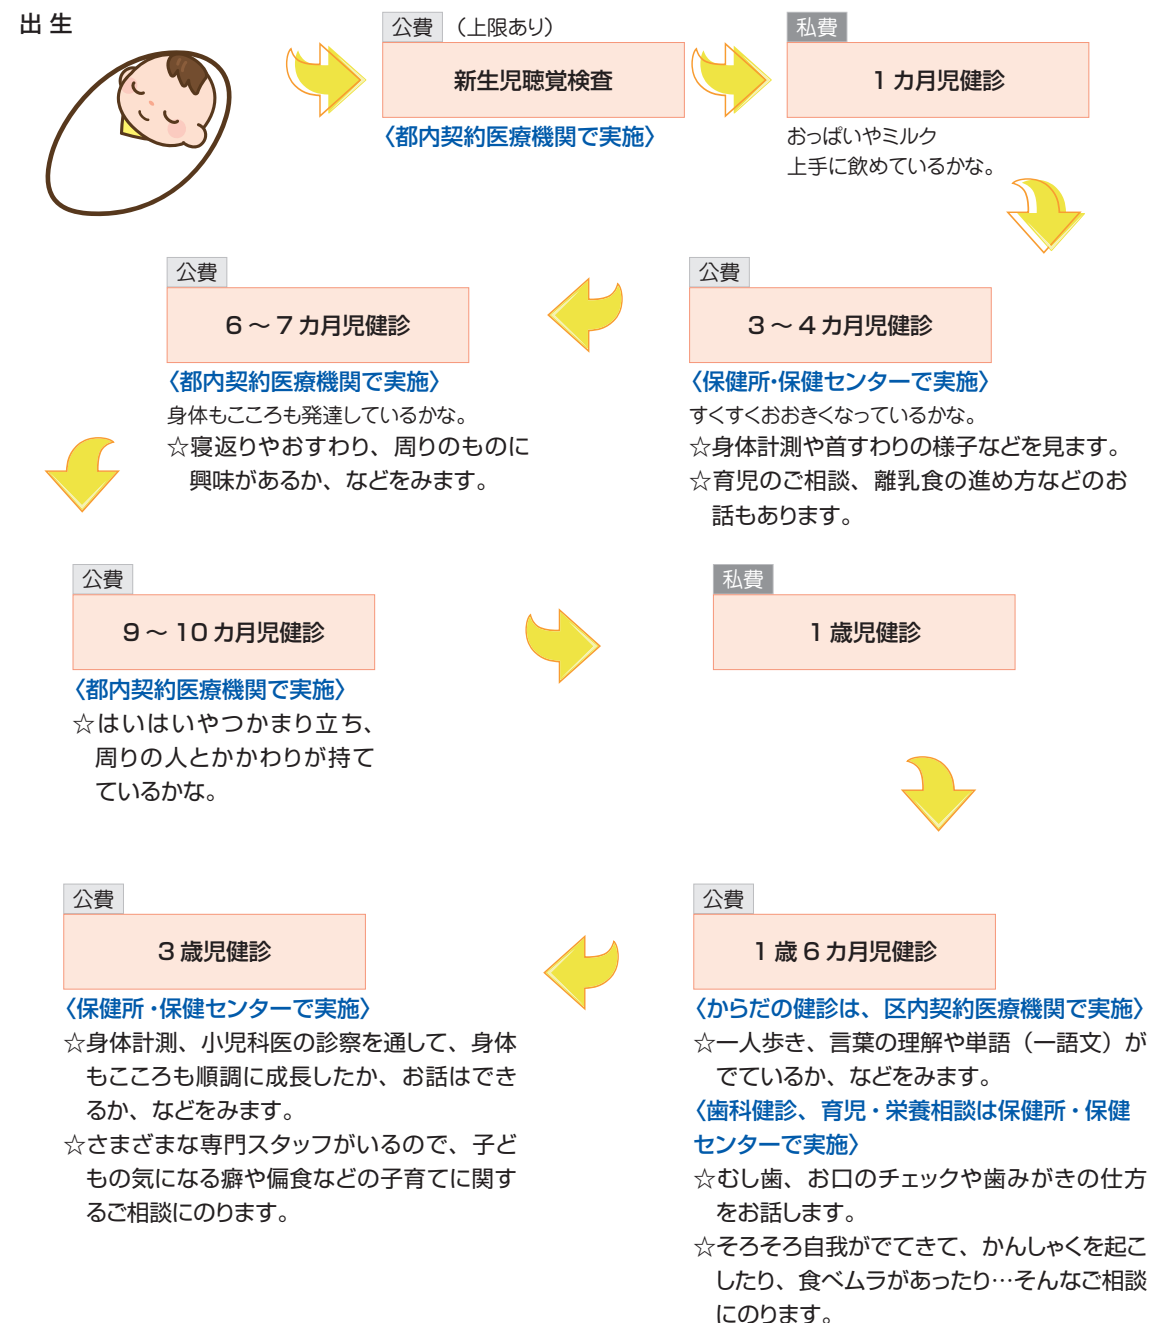 出 生
公費 （上限あり）
新生児聴覚検査
〈都内契約医療機関で実施〉
私費
1 カ月児健診
おっぱいやミルク
上手に飲めているかな。
公費
3 ～ 4 カ月児健診
〈保健所・保健センターで実施〉
すくすくおおきくなっているかな。
☆身体計測や首すわりの様子などを見ます。
☆育児のご相談、離乳食の進め方などのお
話もあります。
公費
6 ～ 7 カ月児健診
〈都内契約医療機関で実施〉
身体もこころも発達しているかな。
☆寝返りやおすわり、周りのものに
興味があるか、などをみます。
公費
9 ～ 10 カ月児健診
〈都内契約医療機関で実施〉
☆はいはいやつかまり立ち、
周りの人とかかわりが持て
ているかな。
私費
1 歳児健診
公費
1 歳 6 カ月児健診
〈からだの健診は、区内契約医療機関で実施〉
☆一人歩き、言葉の理解や単語（一語文）が
でているか、などをみます。
〈歯科健診、育児・栄養相談は保健所・保健
センターで実施〉
☆むし歯、お口のチェックや歯みがきの仕方
をお話します。
☆そろそろ自我がでてきて、かんしゃくを起こ
したり、食べムラがあったり…そんなご相談
にのります。
公費
3 歳児健診
〈保健所・保健センターで実施〉
☆身体計測、小児科医の診察を通して、身体
もこころも順調に成長したか、お話はでき
るか、などをみます。
☆さまざまな専門スタッフがいるので、子ど
もの気になる癖や偏食などの子育てに関す
るご相談にのります。